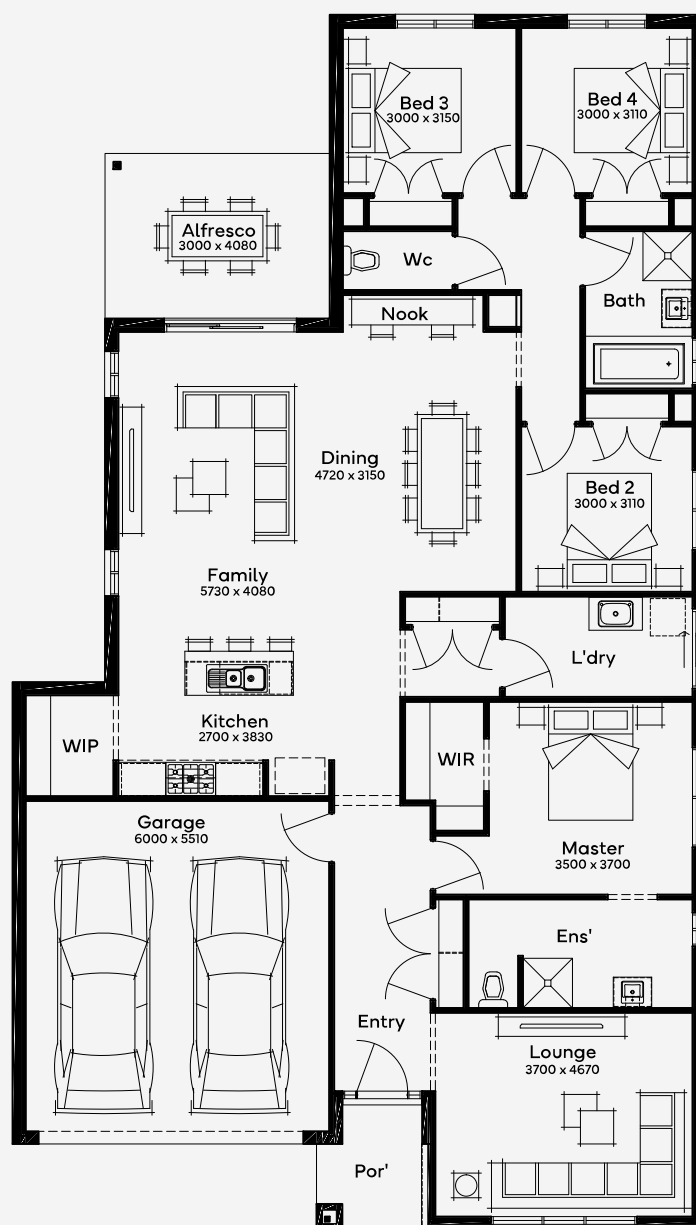 Bed 3
3000 x 3150
Bed 4
3000 x 3110
Alfresco
3000 x 4080
Wc
Bath
Nook
Dining
4720 x 3150
Bed 2
3000 x 3110
Family
5730 x 4080
L'dry
Kitchen
2700 x 3830
WIP
WIR
Garage
6000 x 5510
Master
3500 x 3700
Ens'
Entry
Lounge
3700 x 4670
Por'